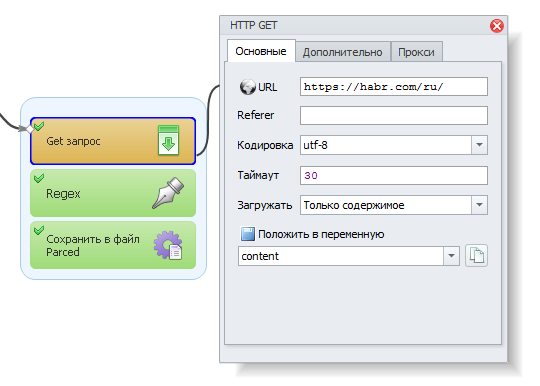 HTTP GET
Основные
Дополнительно
Прокси
URL
https://habr.com/ru/
Referer
Кодировка
utf-8
Таймаут
30
Загружать
Только содержимое
Положить в переменную
content
Get запрос
Regex
Сохранить в файл
Parced